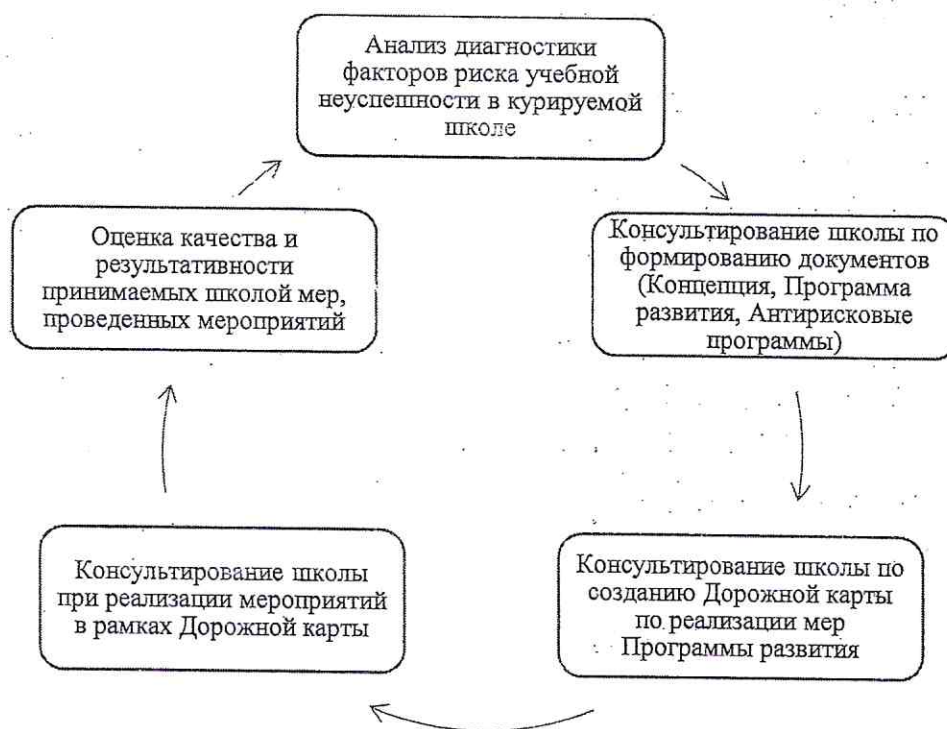 Анализ диагностики
факторов риска учебной
неуспешности в курируемой
школе
Консультирование школы по
формированию документов
(Концепция, Программа
развития, Антирисковые
программы)
Консультирование школы по
созданию Дорожной карты
по реализации мер
Программы развития
Консультирование школы
при реализации мероприятий
в рамках Дорожной карты
Оценка качества и
результативности
принимаемых школой мер,
проведенных мероприятий